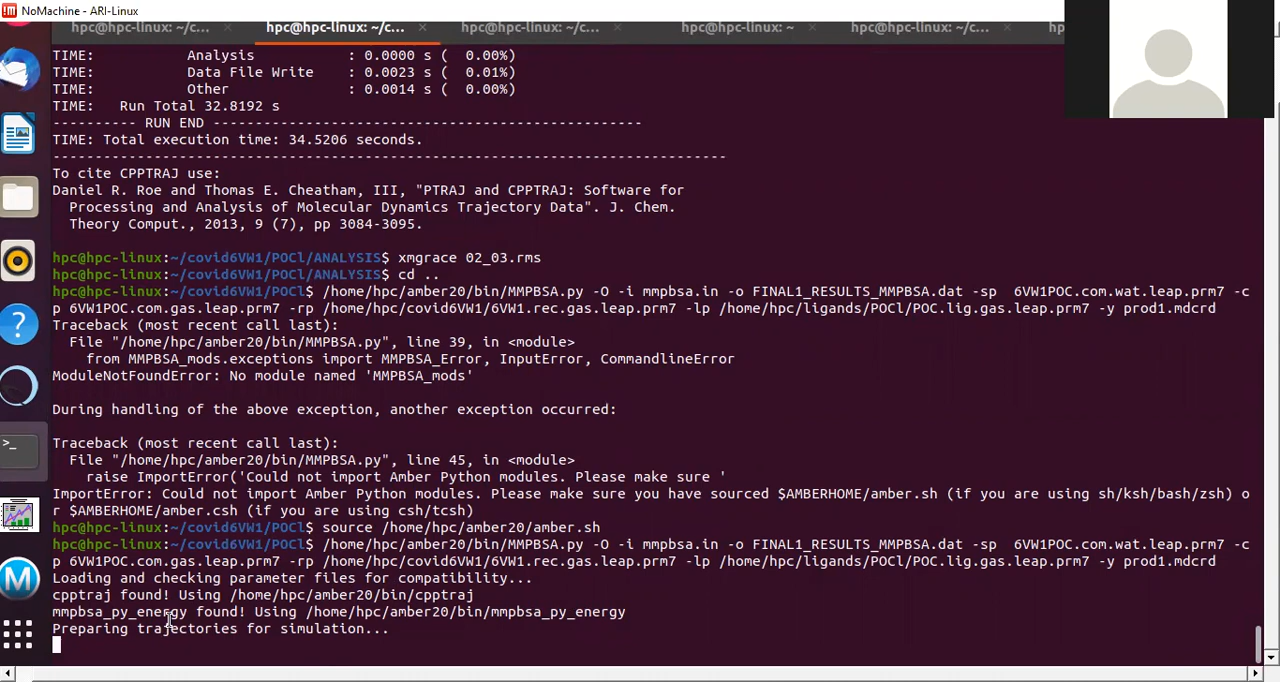 NoMachine - ARI-Linux
hpc@hpc-linux: ~/c... × hpc@hpc-linux: ~/c... × hpc@hpc-linux: ~/c... × hpc@hpc-linux: ~ × hpc@hpc-linux: ~/c... × hp
TIME: Analysis : 0.0000 s ( 0.00%)
TIME: Data File Write : 0.0023 s ( 0.01%)
TIME: Other : 0.0014 s ( 0.00%)
TIME: Run Total 32.8192 s
---------- RUN END ---------------------------------------------------
TIME: Total execution time: 34.5206 seconds.
--------------------------------------------------------------------------------
To cite CPPTRAJ use:
Daniel R. Roe and Thomas E. Cheatham, III, "PTRAJ and CPPTRAJ: Software for
Processing and Analysis of Molecular Dynamics Trajectory Data". J. Chem.
Theory Comput., 2013, 9 (7), pp 3084-3095.
hpc@hpc-linux:~/covid6VW1/POCl/ANALYSIS$ xmgrace 02_03.rms
hpc@hpc-linux:~/covid6VW1/POCl/ANALYSIS$ cd ..
hpc@hpc-linux:~/covid6VW1/POCl$ /home/hpc/amber20/bin/MMPBSA.py -O -i mmpbsa.in -o FINAL1_RESULTS_MMPBSA.dat -sp  6VW1POC.com.wat.leap.prm7 -c
p 6VW1POC.com.gas.leap.prm7 -rp /home/hpc/covid6VW1/6VW1.rec.gas.leap.prm7 -lp /home/hpc/ligands/POCl/POC.lig.gas.leap.prm7 -y prod1.mdcrd
Traceback (most recent call last):
File "/home/hpc/amber20/bin/MMPBSA.py", line 39, in <module>
from MMPBSA_mods.exceptions import MMPBSA_Error, InputError, CommandlineError
ModuleNotFoundError: No module named 'MMPBSA_mods'
During handling of the above exception, another exception occurred:
Traceback (most recent call last):
File "/home/hpc/amber20/bin/MMPBSA.py", line 45, in <module>
raise ImportError('Could not import Amber Python modules. Please make sure '
ImportError: Could not import Amber Python modules. Please make sure you have sourced $AMBERHOME/amber.sh (if you are using sh/ksh/bash/zsh) o
r $AMBERHOME/amber.csh (if you are using csh/tcsh)
hpc@hpc-linux:~/covid6VW1/POCl$ source /home/hpc/amber20/amber.sh
hpc@hpc-linux:~/covid6VW1/POCl$ /home/hpc/amber20/bin/MMPBSA.py -O -i mmpbsa.in -o FINAL1_RESULTS_MMPBSA.dat -sp  6VW1POC.com.wat.leap.prm7 -c
p 6VW1POC.com.gas.leap.prm7 -rp /home/hpc/covid6VW1/6VW1.rec.gas.leap.prm7 -lp /home/hpc/ligands/POCl/POC.lig.gas.leap.prm7 -y prod1.mdcrd
Loading and checking parameter files for compatibility...
cpptraj found! Using /home/hpc/amber20/bin/cpptraj
mmpbsa_py_energy found! Using /home/hpc/amber20/bin/mmpbsa_py_energy
Preparing trajectories for simulation...